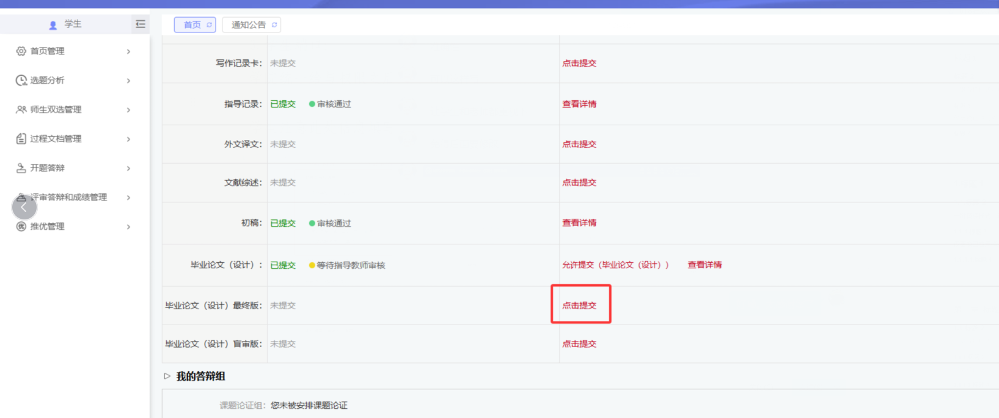 学生
首页
通知公告
首页管理
选题分析
师生双选管理
过程文档管理
开题答辩
评审答辩和成绩管理
推优管理
写作记录卡： 未提交 点击提交
指导记录： 已提交 审核通过 查看详情
外文译文： 未提交 点击提交
文献综述： 未提交 点击提交
初稿： 已提交 审核通过 查看详情
毕业论文（设计）： 已提交 等待指导教师审核 允许提交（毕业论文（设计）） 查看详情
毕业论文（设计）最终版： 未提交 点击提交
毕业论文（设计）盲审版： 未提交 点击提交
我的答辩组
课题论证组： 您未被安排课题论证